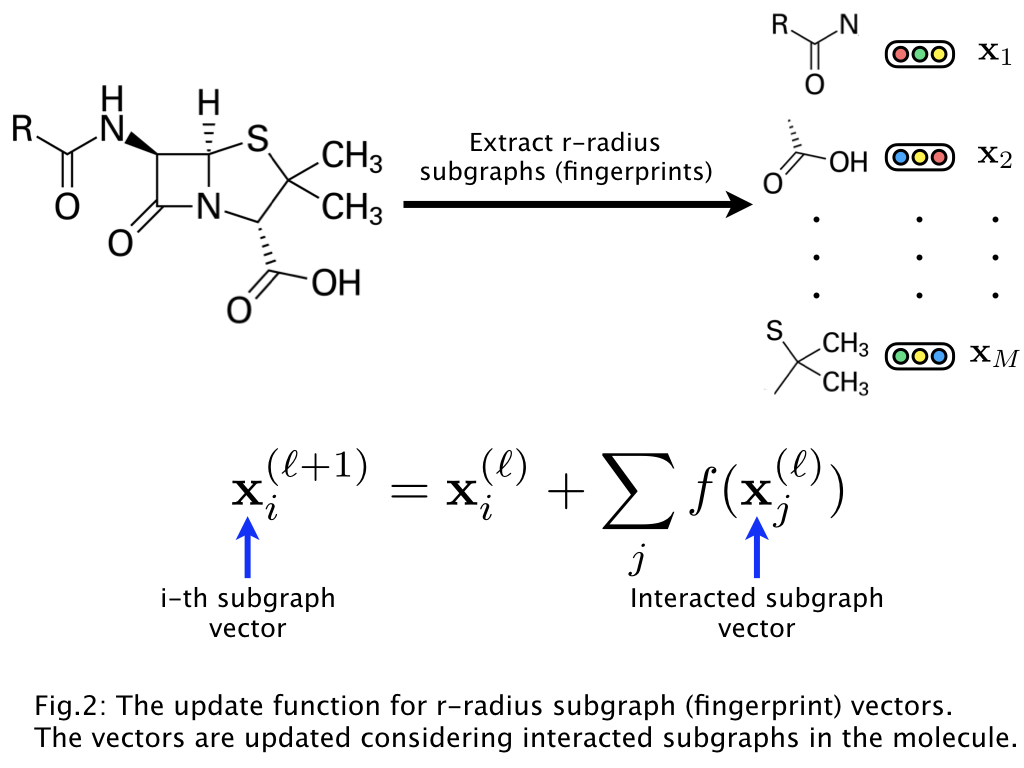 R
N
O
x₁
H
N
R
O
H
S
CH₃
CH₃
N
O
O
OH
Extract r-radius
subgraphs (fingerprints)
O
OH
x₂
S
CH₃
CH₃
x_M
x_i^{(ℓ+1)} = x_i^{(ℓ)} + ∑_j f(x_j^{(ℓ)})
i-th subgraph
vector
Interacted subgraph
vector
Fig.2: The update function for r-radius subgraph (fingerprint) vectors.
The vectors are updated considering interacted subgraphs in the molecule.